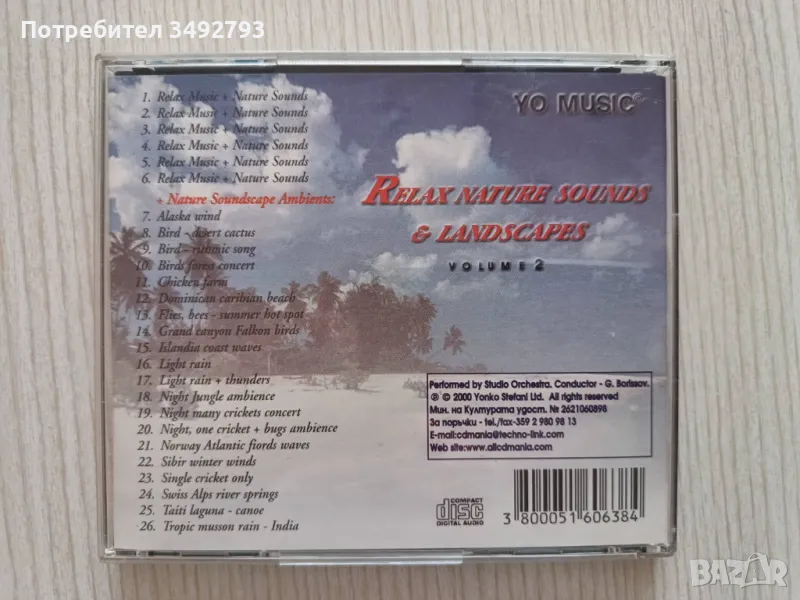 Потребител 3492793
1. Relax Music + Nature Sounds
2. Relax Musn + Nature Sounds
3. Relax Music + Nature Sounds
4. Relax Music + Nature Sounds
5. Relax Music + Nature Sounds
6. Relax Music + Nature Sounds
+ Nature Soundscape Ambients:
7. Alaska wind
8. Bird - desert cactus
9. Bird - rithmic song
10. Birds forest concert
11. Chicken farm
12. Dominican caribian beach
13. Flies, bees - summer hot spot
14. Grand canyon Falkon birds
15. Islandia coast waves
16. Light rain
17. Light rain + thunders
18. Night Jungle ambience
19. Night many crickets concert
20. Night, one cricket + bugs ambience
21. Norway Atlantic fiords waves
22. Sibir winter winds
23. Single cricket only
24. Swiss Alps river springs
25. Taiti laguna - canoe
26. Tropic musson rain - India
YO MUSIC®
RELAX NATURE SOUNDS
& LANDSCAPES
VOLUME 2
Performed by Studio Orchestra. Conductor - G. Borissov.
℗ © 2000 Yonko Stefani Ltd. All rights reserved
Мин. на Културата удост. № 2621060898
За поръчки - tel./fax-359 2 980 98 13
E-mail:cdmania@techno-link.com
Web site:www.allcdmania.com
COMPACT
disc
DIGITAL AUDIO
3 800051 606384
BAZAR